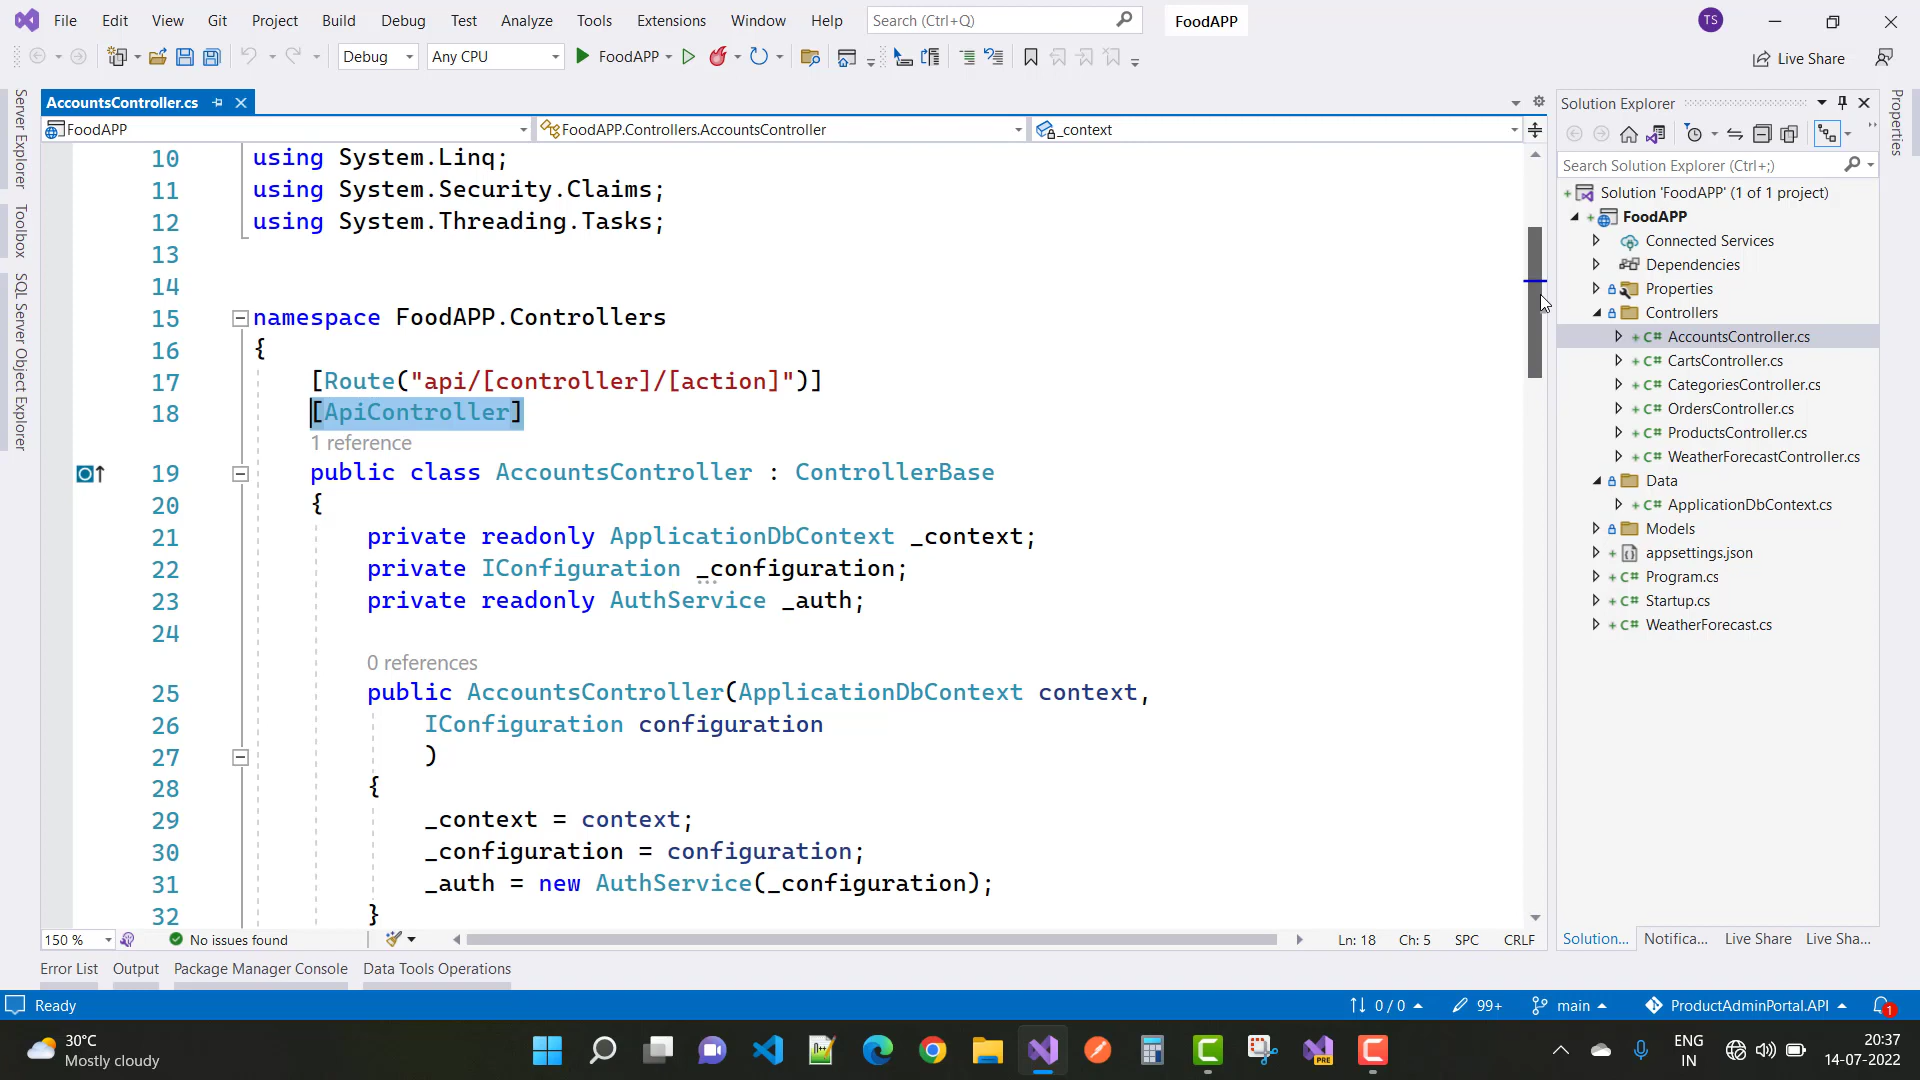 File Edit View Git Project Build Debug Test Analyze Tools Extensions Window Help Search (Ctrl+Q) FoodAPP TS
Debug Any CPU FoodAPP Live Share
AccountsController.cs
FoodAPP FoodAPP.Controllers.AccountsController _context
Server Explorer
Toolbox
SQL Server Object Explorer
10 using System.Linq;
11 using System.Security.Claims;
12 using System.Threading.Tasks;
13
14
15 namespace FoodAPP.Controllers
16 {
17 [Route("api/[controller]/[action]")]
18 [ApiController]
1 reference
19 public class AccountsController : ControllerBase
20 {
21 private readonly ApplicationDbContext _context;
22 private IConfiguration _configuration;
23 private readonly AuthService _auth;
24
0 references
25 public AccountsController(ApplicationDbContext context,
26 IConfiguration configuration
27 )
28 {
29 _context = context;
30 _configuration = configuration;
31 _auth = new AuthService(_configuration);
32 }
150 % No issues found Ln: 18 Ch: 5 SPC CRLF
Solution Explorer
Search Solution Explorer (Ctrl+;)
Solution 'FoodAPP' (1 of 1 project)
FoodAPP
Connected Services
Dependencies
Properties
Controllers
C# AccountsController.cs
C# CartsController.cs
C# CategoriesController.cs
C# OrdersController.cs
C# ProductsController.cs
C# WeatherForecastController.cs
Data
C# ApplicationDbContext.cs
Models
appsettings.json
C# Program.cs
C# Startup.cs
C# WeatherForecast.cs
Solution... Notifica... Live Share Live Sha...
Properties
Error List Output Package Manager Console Data Tools Operations
Ready 0 / 0 99+ main ProductAdminPortal.API 1
30°C
Mostly cloudy
PRE
ENG
IN
20:37
14-07-2022